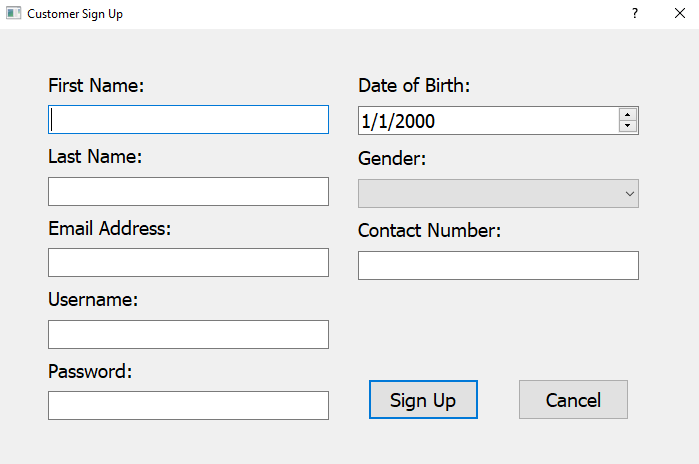 Customer Sign Up
?
First Name:
Last Name:
Email Address:
Username:
Password:
Date of Birth:
1/1/2000
Gender:
Contact Number:
Sign Up
Cancel